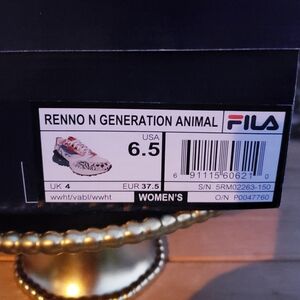 RENNO N GENERATION ANIMAL
FILA
USA
6.5
6 91115 60621 0
UK 4
EUR 37.5
S/N 5RM02263-150
wwht/vabl/wwht
WOMEN'S
O/N P0047760